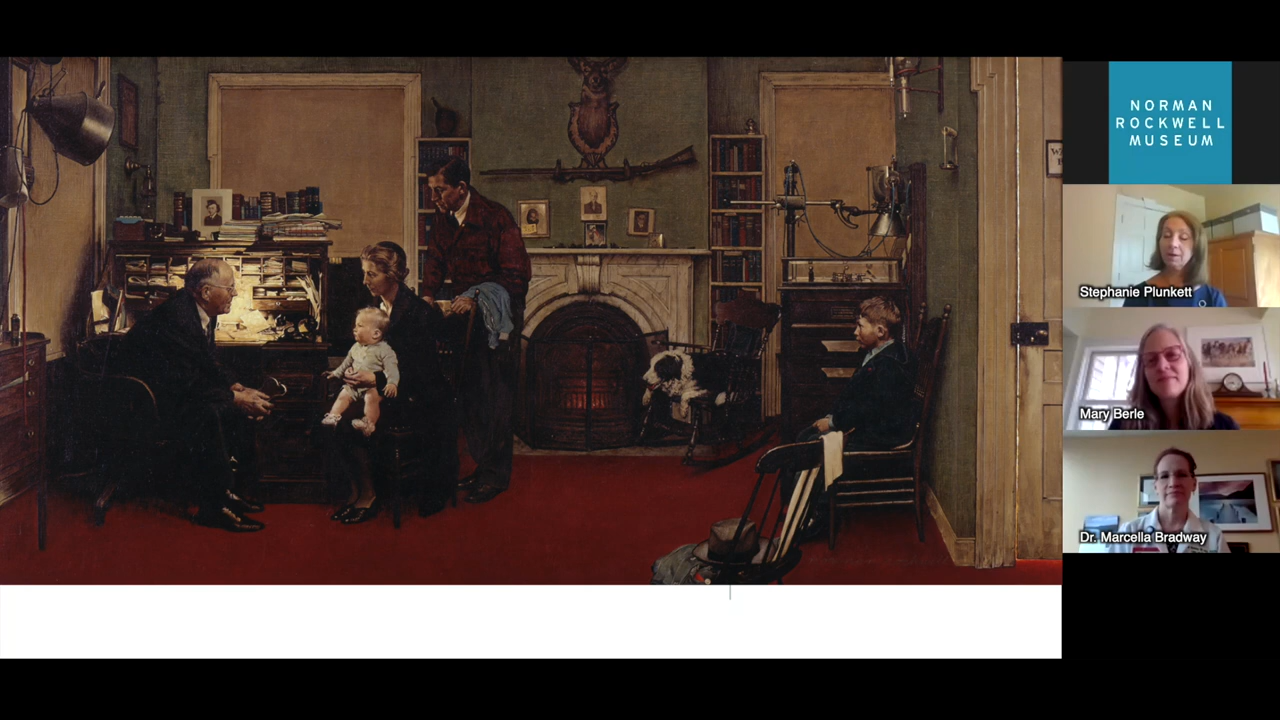 NORMAN
ROCKWELL
MUSEUM
Stephanie Plunkett
Mary Berle
Dr. Marcella Bradway